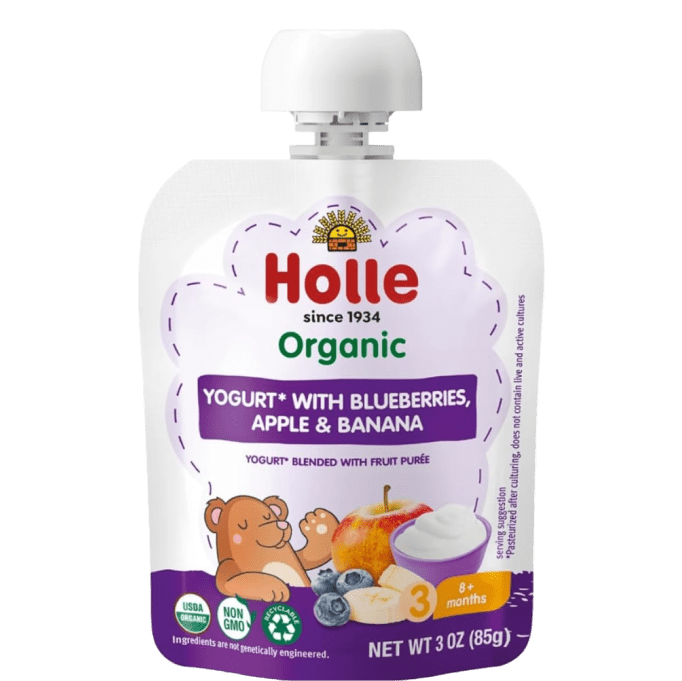 Holle
since 1934
Organic
YOGURT* WITH BLUEBERRIES,
APPLE & BANANA
YOGURT* BLENDED WITH FRUIT PURÉE
serving suggestion
*Pasteurized after culturing, does not contain live and active cultures
3
8+
months
USDA
ORGANIC
NON
GMO
RECYCLABLE
Ingredients are not genetically engineered.
NET WT 3 OZ (85g)